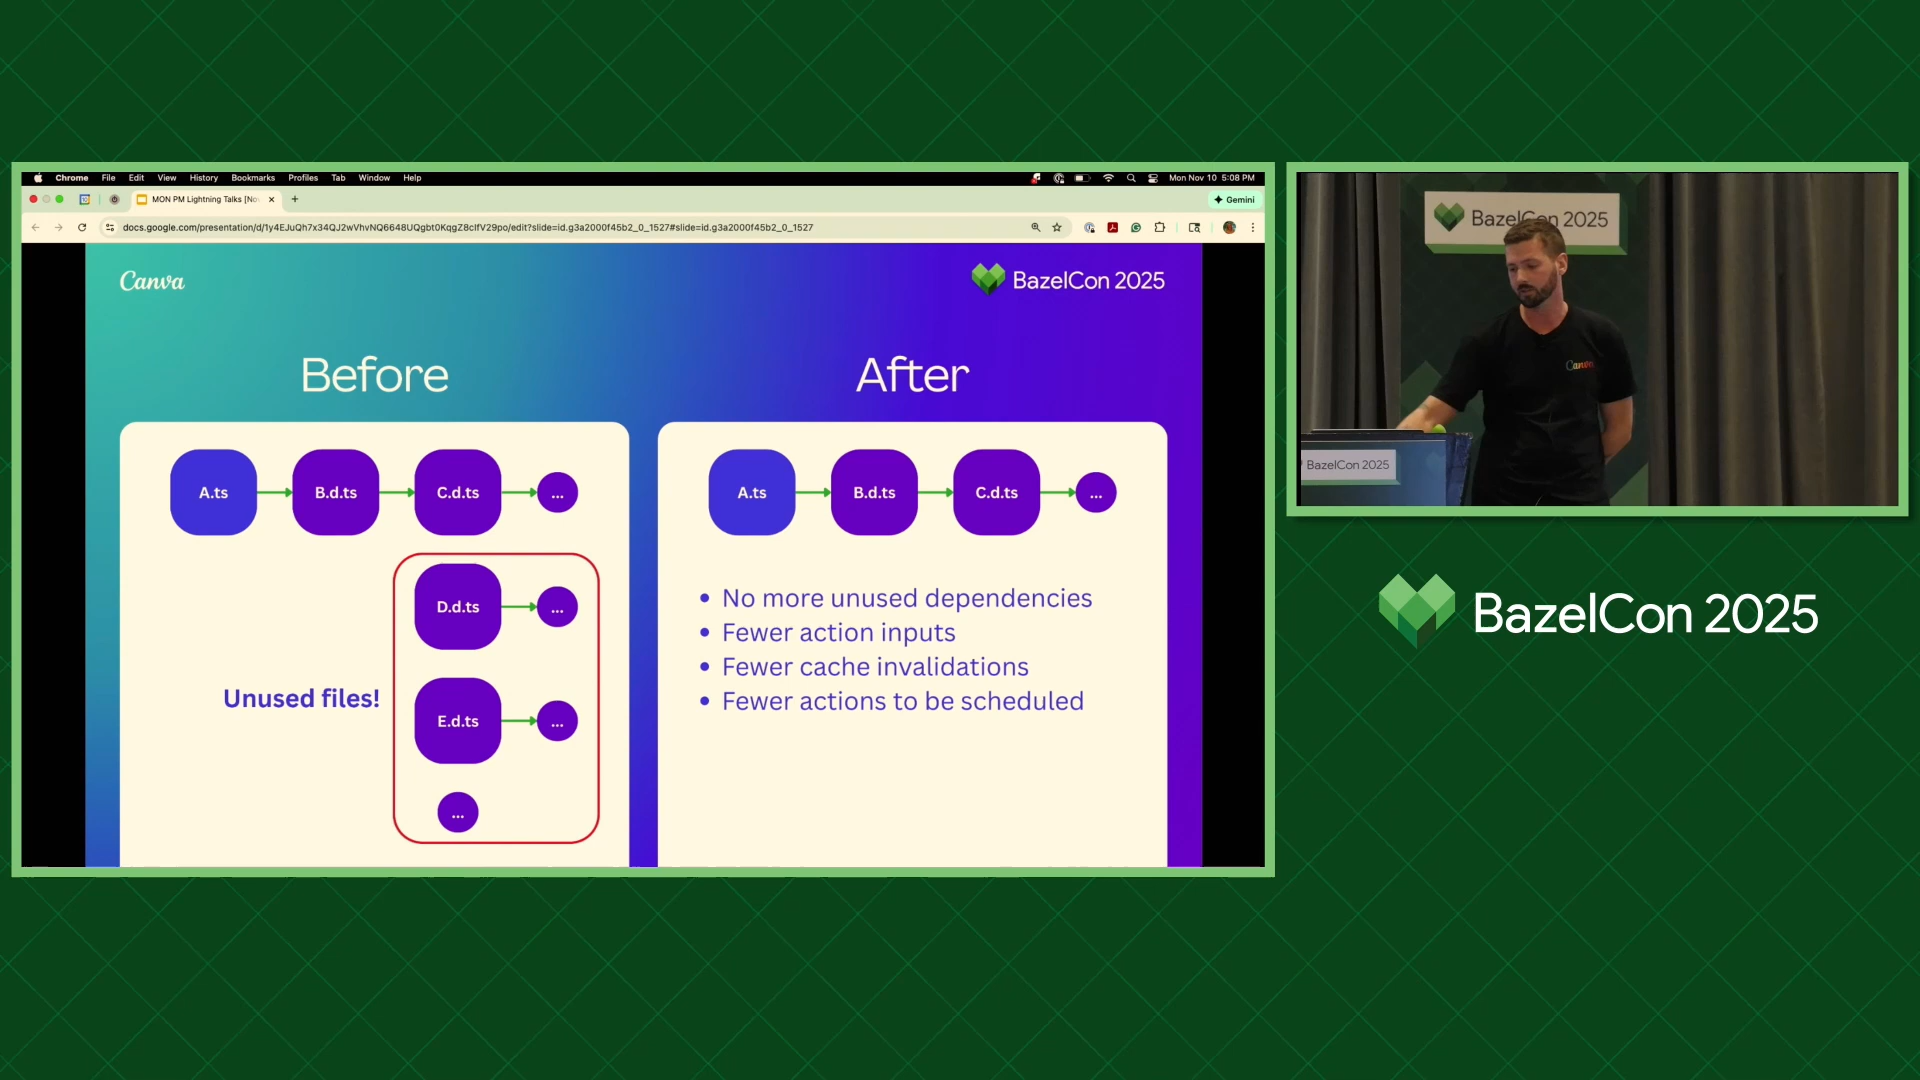 Chrome File Edit View History Bookmarks Profiles Tab Window Help
Mon Nov 10 5:08 PM
MON PM Lightning Talks [Nov
Gemini
docs.google.com/presentation/d/1y4EJuQh7x34QJ2wVhvNQ6648UQgbt0KqgZ8clfV29po/edit?slide=id.g3a2000f45b2_0_1527#slide=id.g3a2000f45b2_0_1527
Canva
BazelCon 2025
Before
After
A.ts
B.d.ts
C.d.ts
...
D.d.ts
...
Unused files!
E.d.ts
...
...
A.ts
B.d.ts
C.d.ts
...
• No more unused dependencies
• Fewer action inputs
• Fewer cache invalidations
• Fewer actions to be scheduled
BazelCon 2025
Canva
BazelCon 2025
BazelCon 2025